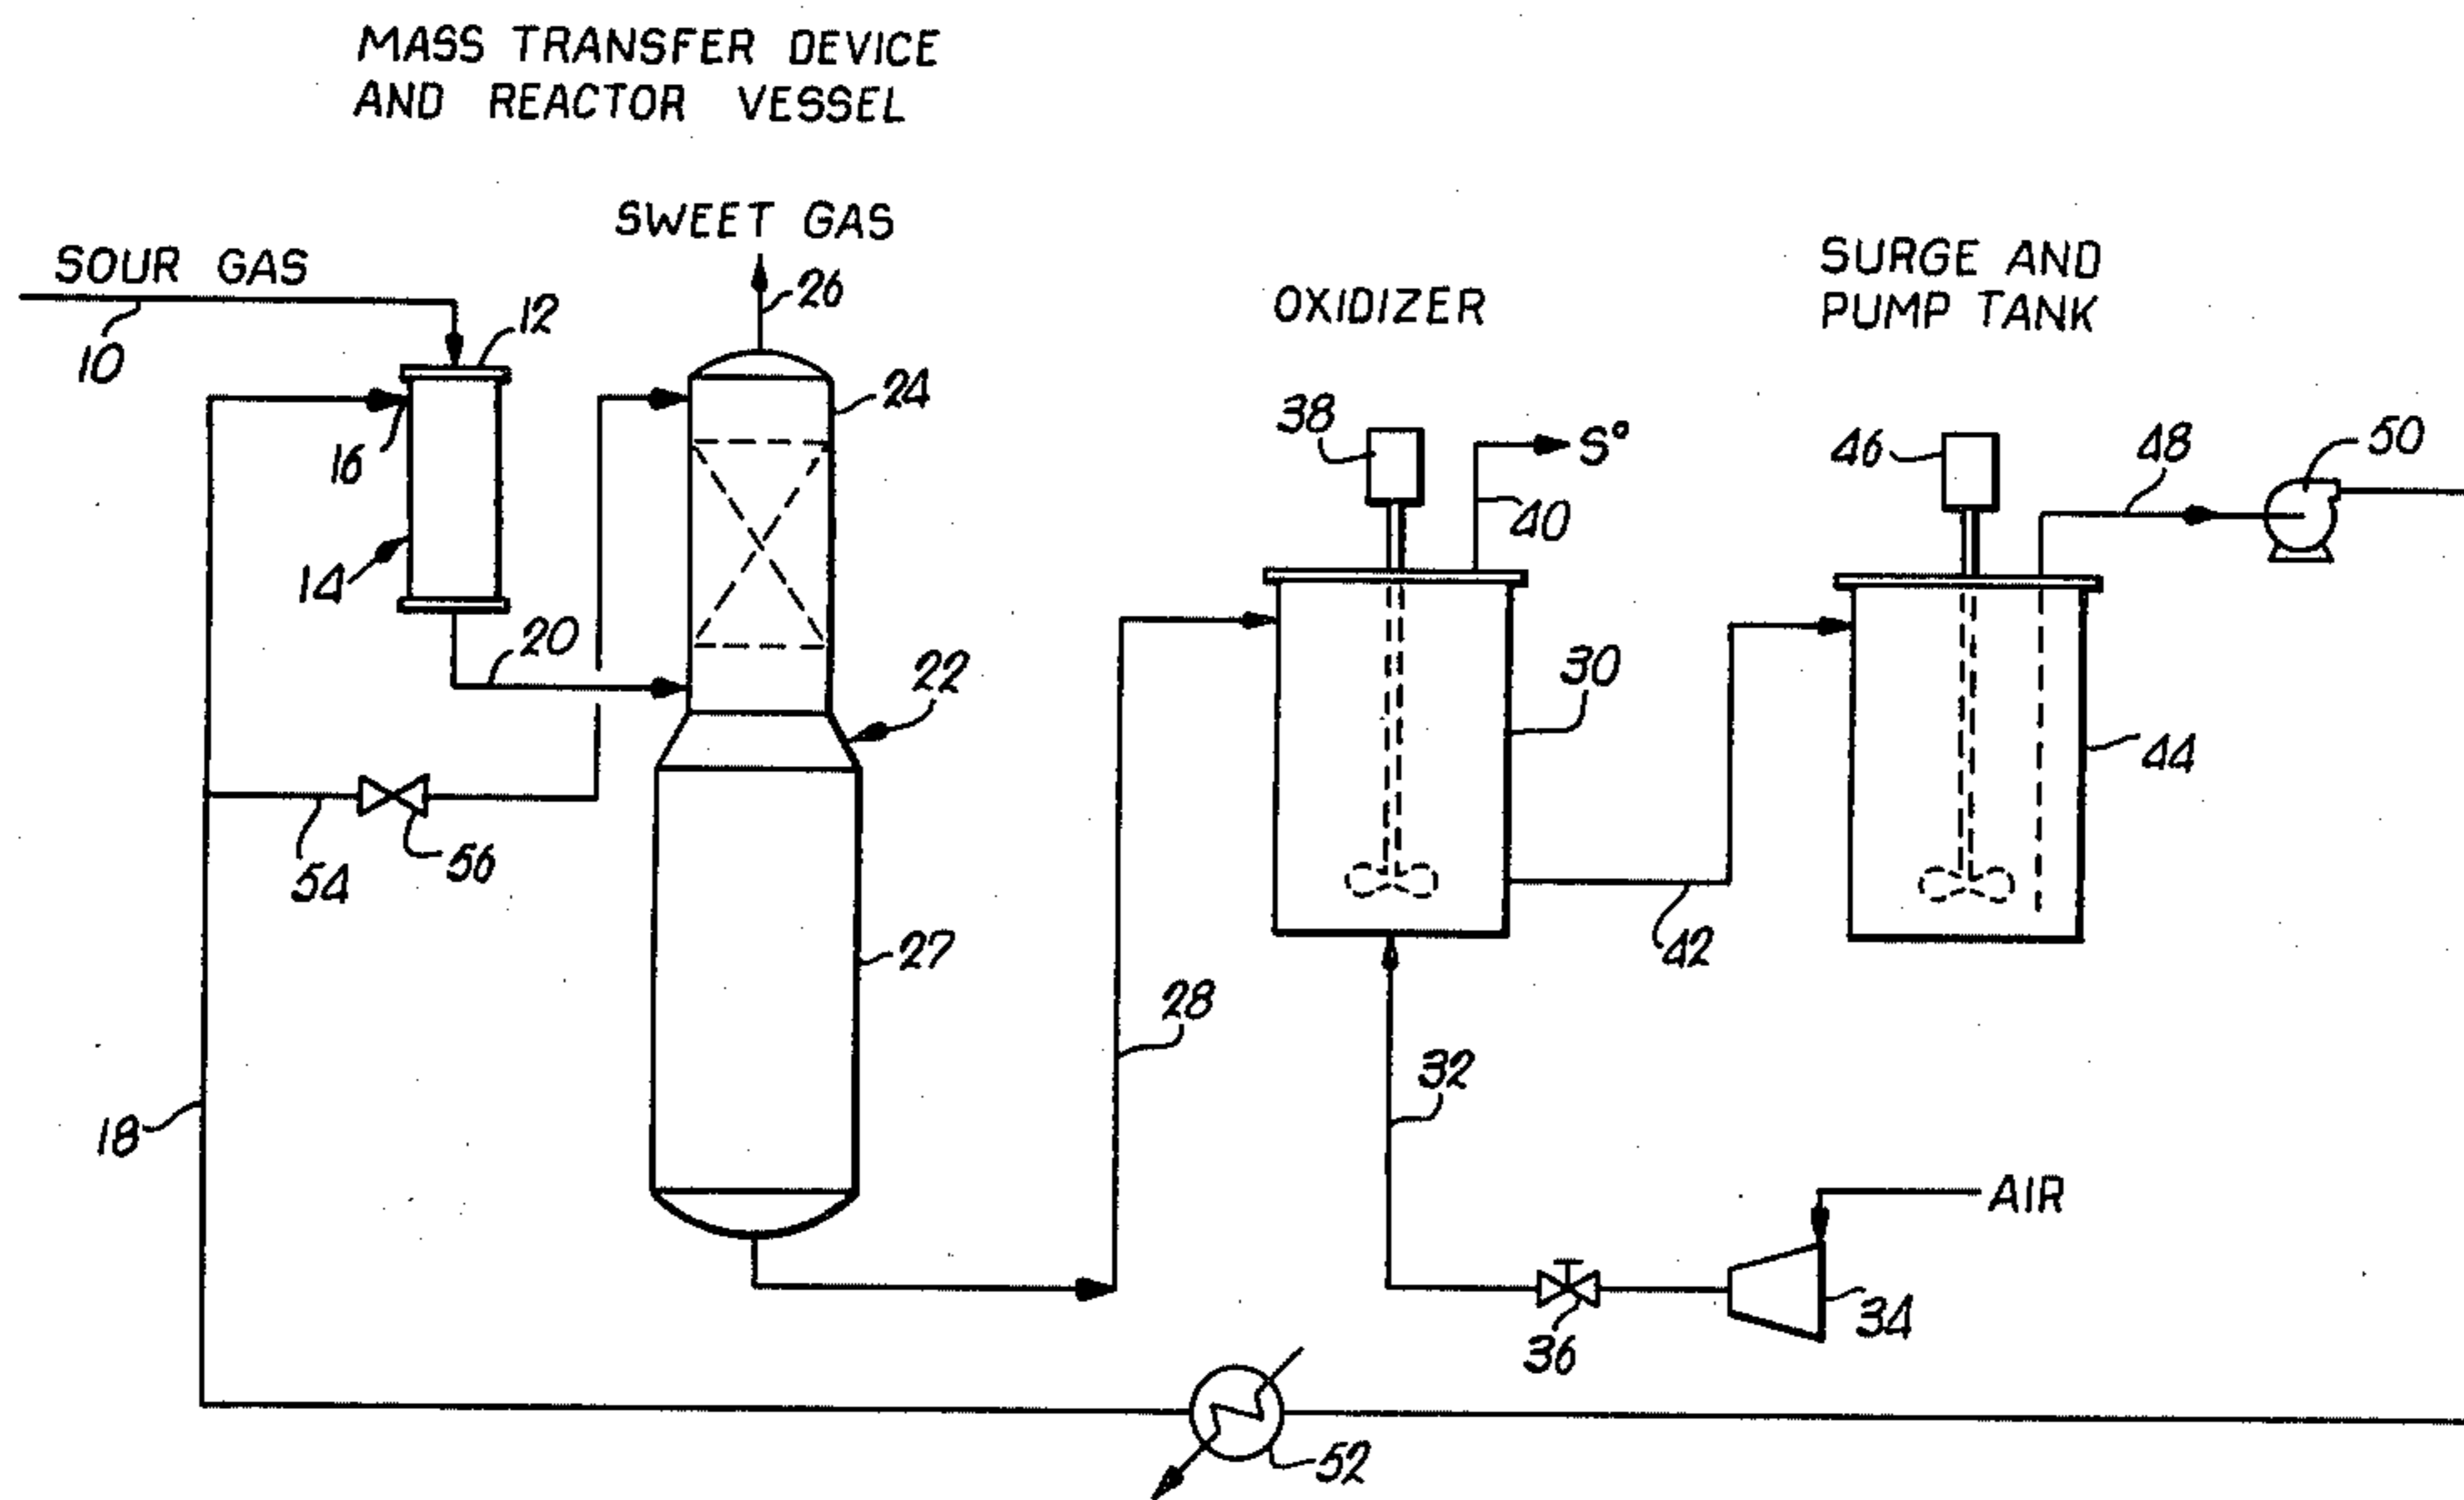 MASS TRANSFER DEVICE
AND REACTOR VESSEL
SWEET GAS
SOUR GAS
SURGE AND
PUMP TANK
OXIDIZER
10
12
26
24
16
14
20
22
38
S°
40
46
48
50
30
44
54
56
27
42
28
32
18
AIR
36
34
52